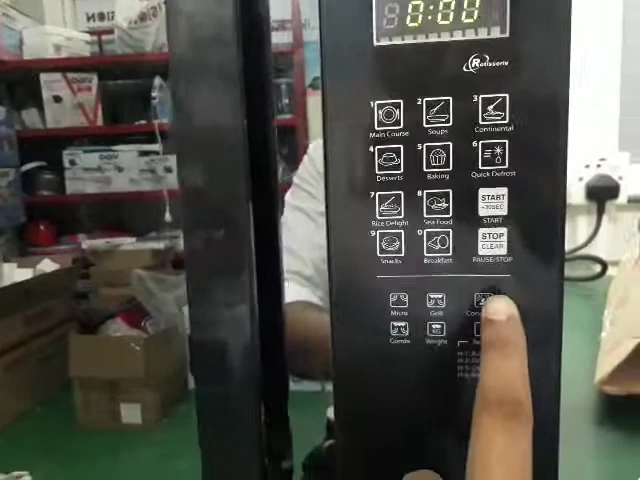 8:00
Rotisserie
1 2 3
Main Course Soups Continental
4 5 6
Desserts Baking Quick Defrost
7 8 START
+30SEC
Rice Delight Sea Food START
9 0 STOP
CLEAR
Snacks Breakfast PAUSE/STOP
Micro Grill
Combi Weight